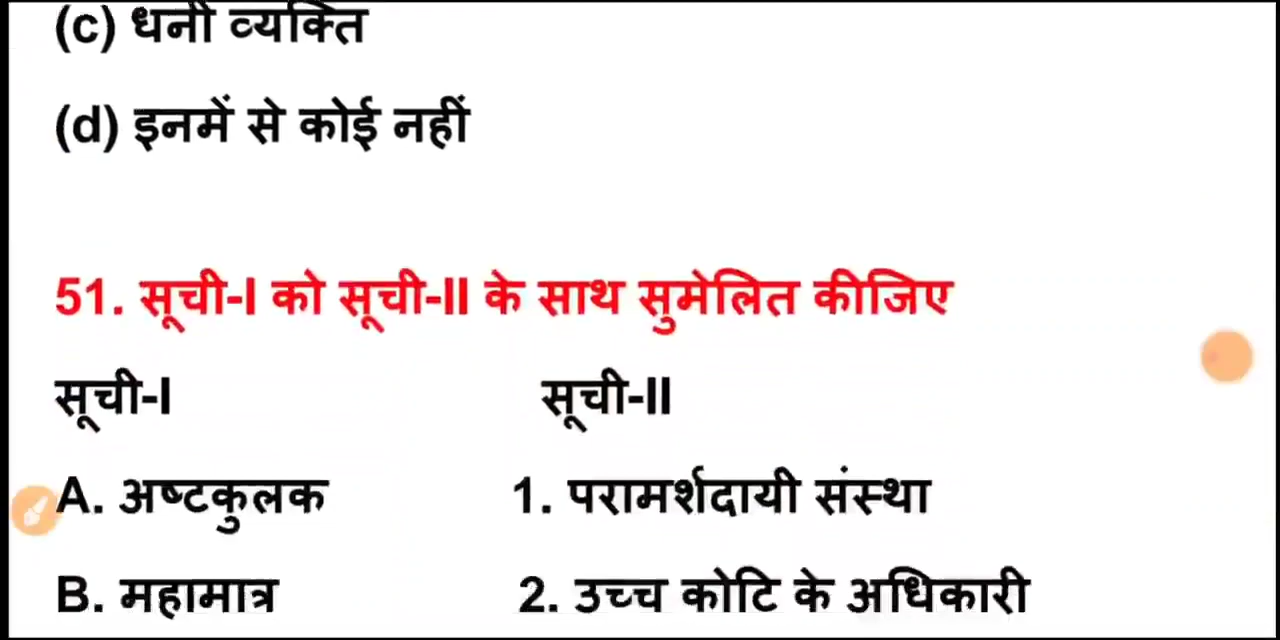 (c) धनी व्यक्ति
(d) इनमें से कोई नहीं
51. सूची-I को सूची-II के साथ सुमेलित कीजिए
सूची-I सूची-II
A. अष्टकुलक 1. परामर्शदायी संस्था
B. महामात्र 2. उच्च कोटि के अधिकारी